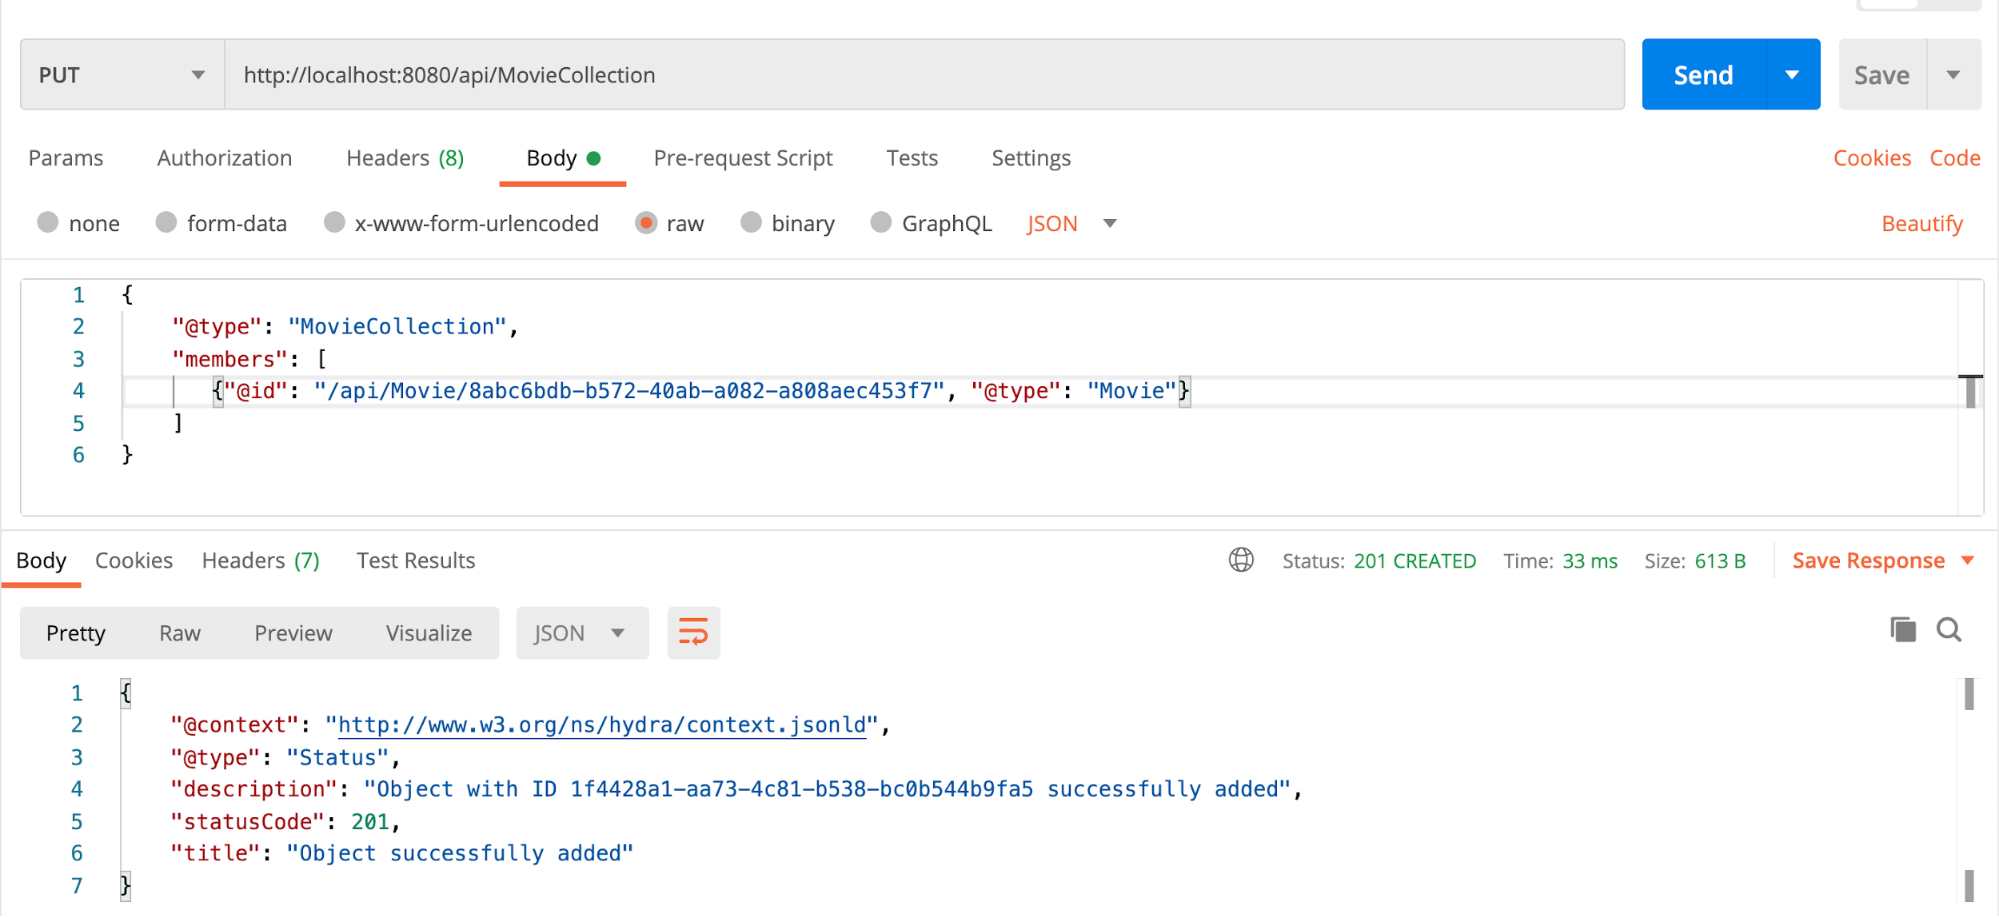 PUT http://localhost:8080/api/MovieCollection Send Save
Params Authorization Headers (8) Body Pre-request Script Tests Settings Cookies Code
none form-data x-www-form-urlencoded raw binary GraphQL JSON Beautify
1 {
2 "@type": "MovieCollection",
3 "members": [
4 {"@id": "/api/Movie/8abc6bdb-b572-40ab-a082-a808aec453f7", "@type": "Movie"}
5 ]
6 }
Body Cookies Headers (7) Test Results Status: 201 CREATED Time: 33 ms Size: 613 B Save Response
Pretty Raw Preview Visualize JSON
1 {
2 "@context": "http://www.w3.org/ns/hydra/context.jsonld",
3 "@type": "Status",
4 "description": "Object with ID 1f4428a1-aa73-4c81-b538-bc0b544b9fa5 successfully added",
5 "statusCode": 201,
6 "title": "Object successfully added"
7 }